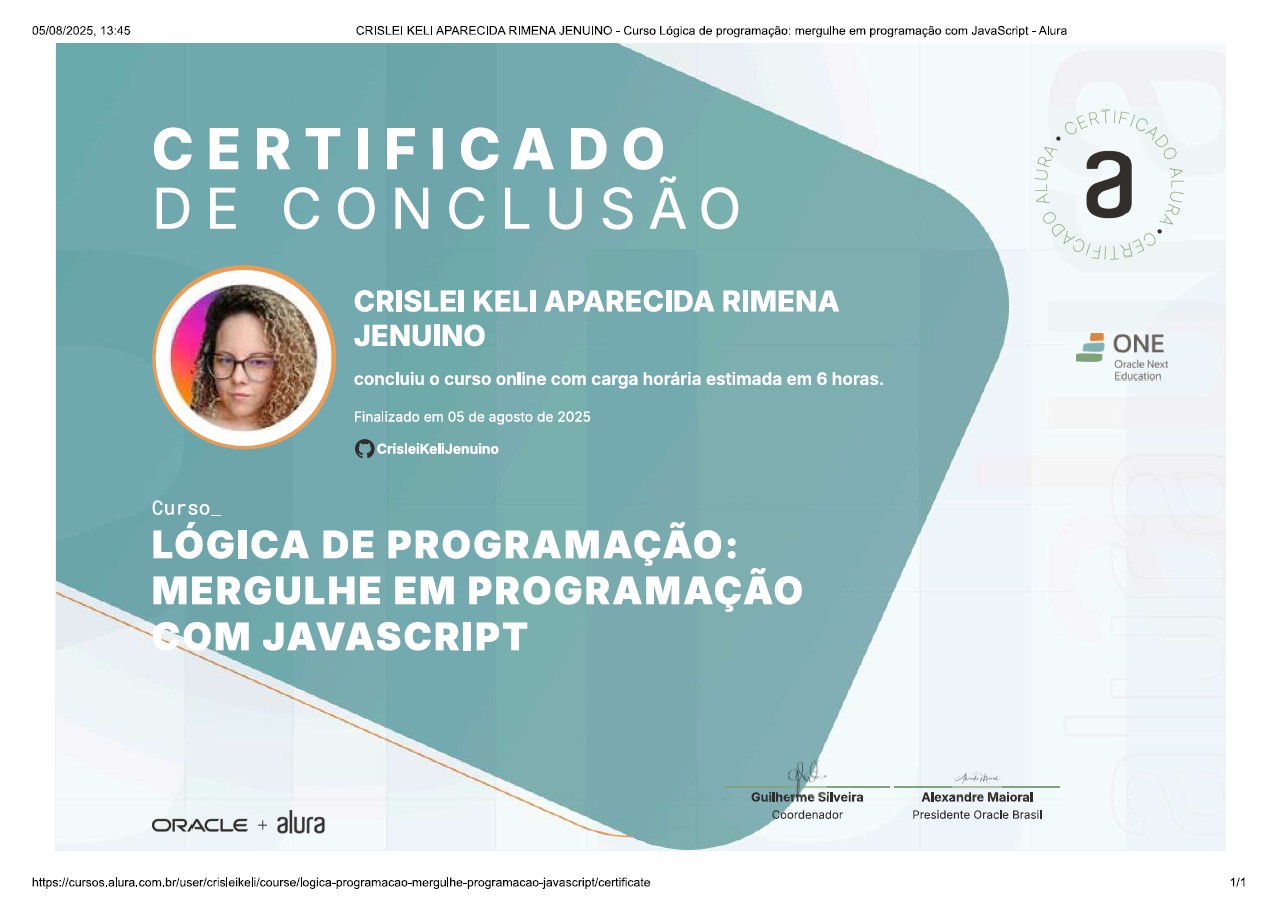 05/08/2025, 13:45
CRISLEI KELI APARECIDA RIMENA JENUINO - Curso Lógica de programação: mergulhe em programação com JavaScript - Alura
CERTIFICADO
DE CONCLUSÃO
CERTIFICADO ALURA • CERTIFICADO ALURA •
a
CRISLEI KELI APARECIDA RIMENA
JENUINO
concluiu o curso online com carga horária estimada em 6 horas.
Finalizado em 05 de agosto de 2025
CrisleiKeliJenuino
ONE
Oracle Next
Education
Curso_
LÓGICA DE PROGRAMAÇÃO:
MERGULHE EM PROGRAMAÇÃO
COM JAVASCRIPT
Guilherme Silveira
Coordenador
Alexandre Maioral
Presidente Oracle Brasil
ORACLE + alura
alura
https://cursos.alura.com.br/user/crisleikeli/course/logica-programacao-mergulhe-programacao-javascript/certificate
1/1